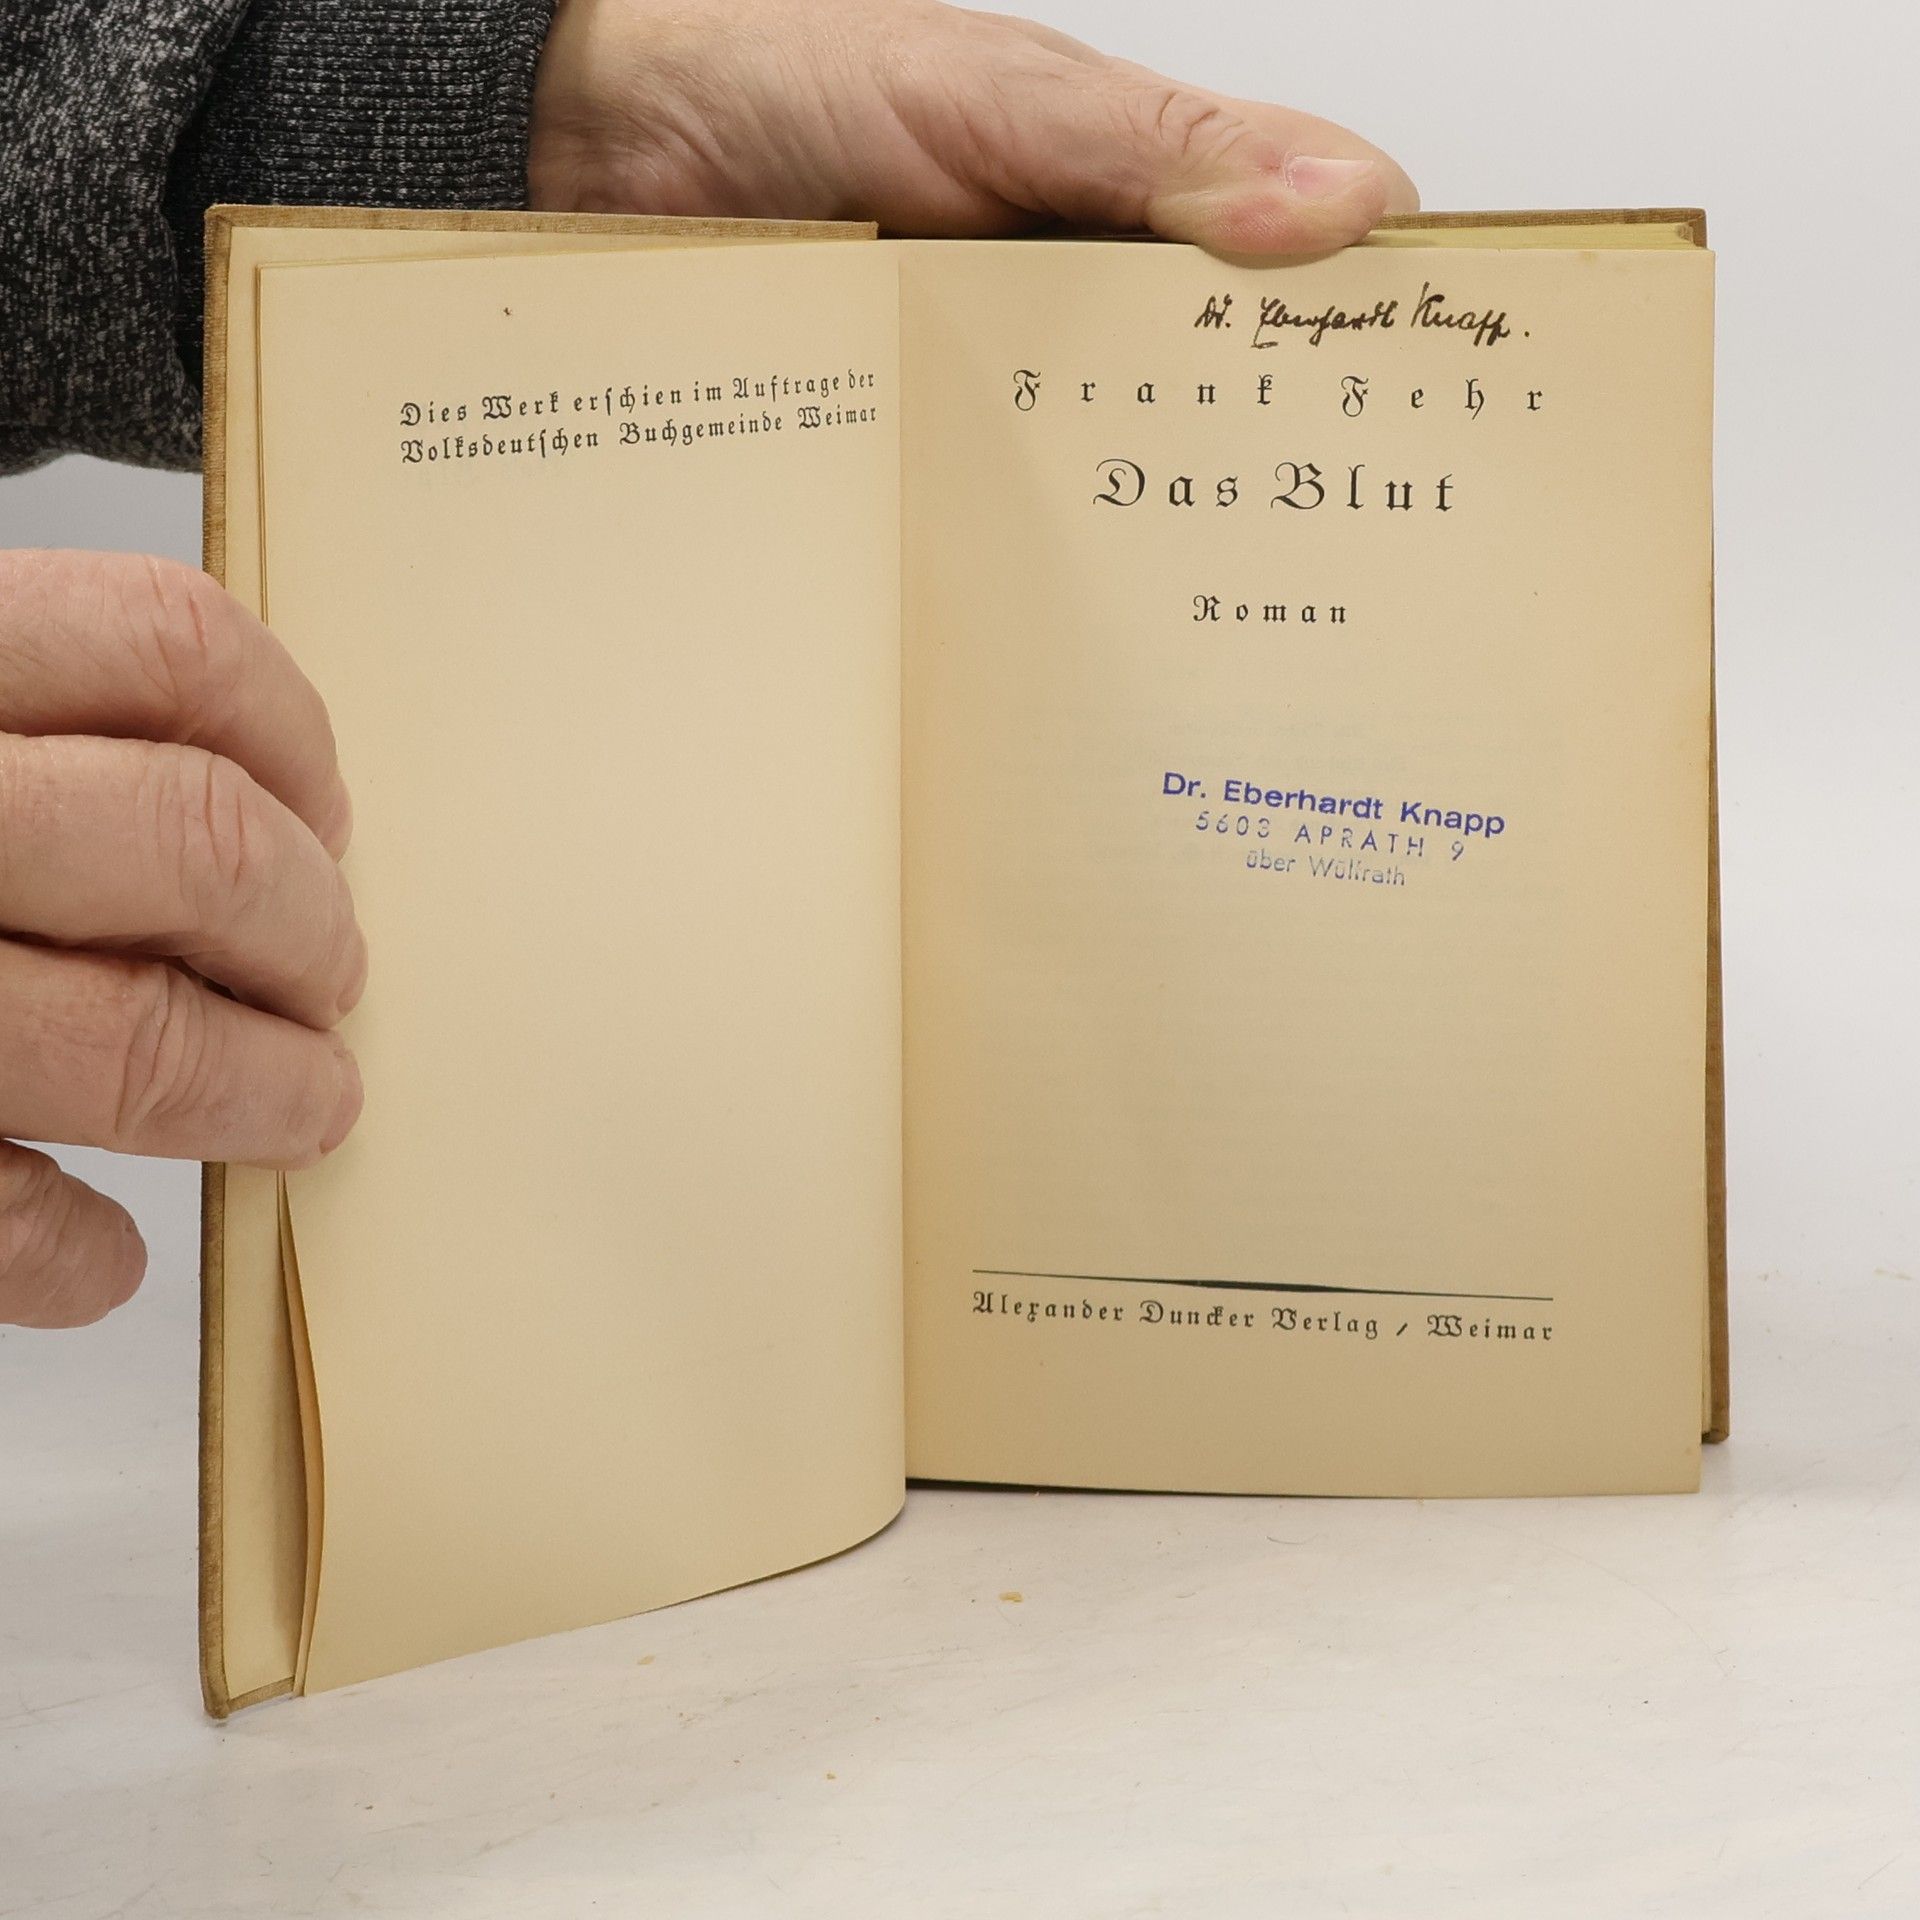 Dies Werk erschien im Auftrage der
Volksdeutschen Buchgemeinde Weimar
Dr. Eberhardt Knapp.
Frank Fehr
Das Blut
Roman
Dr. Eberhardt Knapp
5603 APRATH 9
über Wülfrath
Alexander Duncker Verlag / Weimar